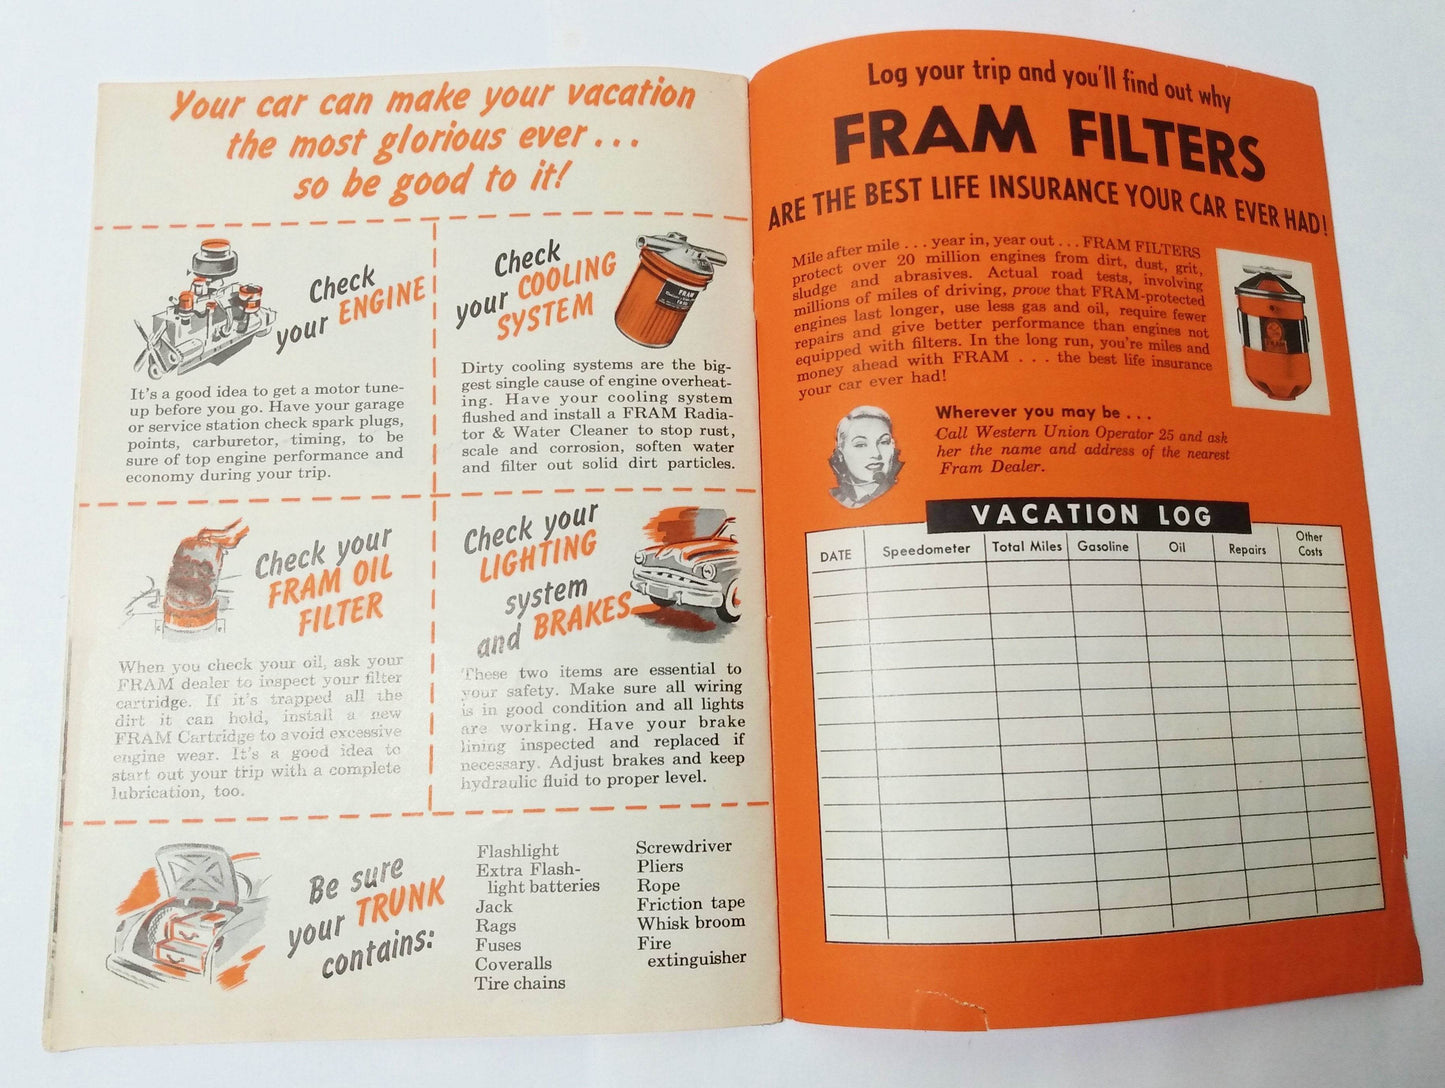 Your car can make your vacation
the most glorious ever . . .
so be good to it!
Check
your ENGINE
It's a good idea to get a motor tune-
up before you go. Have your garage
or service station check spark plugs,
points, carburetor, timing, to be
sure of top engine performance and
economy during your trip.
Check
your COOLING
SYSTEM
FRAM
Dirty cooling systems are the big-
gest single cause of engine overheat-
ing. Have your cooling system
flushed and install a FRAM Radia-
tor & Water Cleaner to stop rust,
scale and corrosion, soften water
and filter out solid dirt particles.
Check your
FRAM OIL
FILTER
When you check your oil, ask your
FRAM dealer to inspect your filter
cartridge. If it's trapped all the
dirt it can hold, install a new
FRAM Cartridge to avoid excessive
engine wear. It's a good idea to
start out your trip with a complete
lubrication, too.
Check your
LIGHTING
system
and BRAKES
These two items are essential to
your safety. Make sure all wiring
is in good condition and all lights
are working. Have your brake
lining inspected and replaced if
necessary. Adjust brakes and keep
hydraulic fluid to proper level.
Be sure
your TRUNK
contains:
Flashlight
Extra Flash-
light batteries
Jack
Rags
Fuses
Coveralls
Tire chains
Screwdriver
Pliers
Rope
Friction tape
Whisk broom
Fire
extinguisher
Log your trip and you'll find out why
FRAM FILTERS
ARE THE BEST LIFE INSURANCE YOUR CAR EVER HAD!
Mile after mile . . . year in, year out . . . FRAM FILTERS
protect over 20 million engines from dirt, dust, grit,
sludge and abrasives. Actual road tests, involving
millions of miles of driving, prove that FRAM-protected
engines last longer, use less gas and oil, require fewer
repairs and give better performance than engines not
equipped with filters. In the long run, you're miles and
money ahead with FRAM . . . the best life insurance
your car ever had!
FRAM
Wherever you may be . . .
Call Western Union Operator 25 and ask
her the name and address of the nearest
Fram Dealer.
VACATION LOG
DATE Speedometer Total Miles Gasoline Oil Repairs Other
Costs